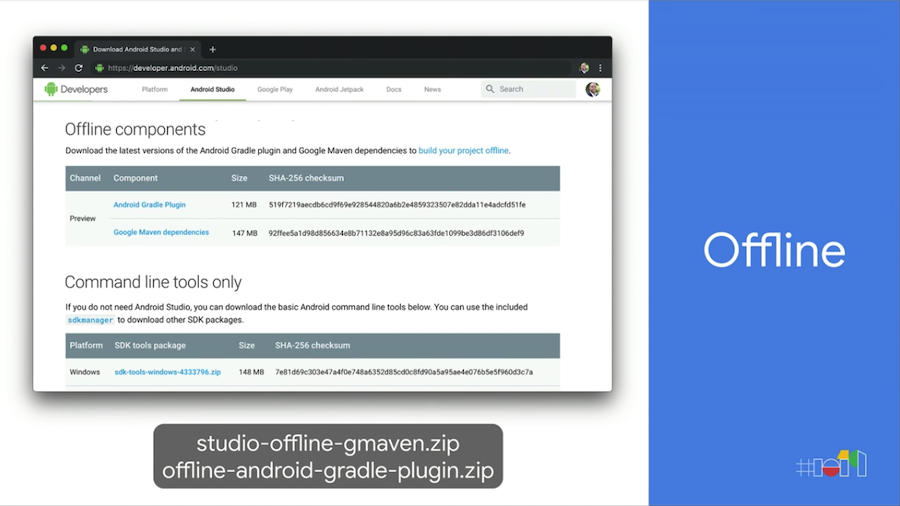 Download Android Studio and
https://developer.android.com/studio
Developers
Platform
Android Studio
Google Play
Android Jetpack
Docs
News
Search
Offline components
Download the latest versions of the Android Gradle plugin and Google Maven dependencies to build your project offline.
Channel Component Size SHA-256 checksum
Preview
Android Gradle Plugin 121 MB 519f7219aecdb6cd9f69e928544820a6b2e4859323507e82dda11e4adcfd51fe
Google Maven dependencies 147 MB 92ffee5a1d98d856634e8b71132e8a95d96c83a63fde1099be3d86df3106def9
Command line tools only
If you do not need Android Studio, you can download the basic Android command line tools below. You can use the included
sdkmanager to download other SDK packages.
Platform SDK tools package Size SHA-256 checksum
Windows sdk-tools-windows-4333796.zip 148 MB 7e81d69c303e47a4f0e748a6352d85cd0c8fd90a5a95ae4e076b5e5f960d3c7a
studio-offline-gmaven.zip
offline-android-gradle-plugin.zip
Offline
#io19